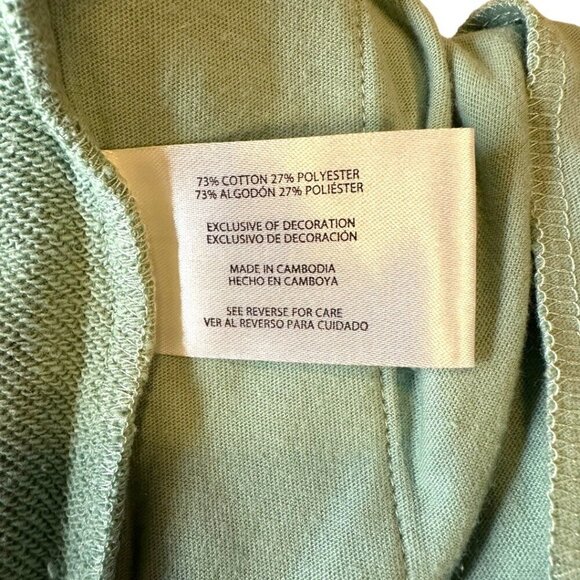 73% COTTON 27% POLYESTER
73% ALGODÓN 27% POLIÉSTER
EXCLUSIVE OF DECORATION
EXCLUSIVO DE DECORACIÓN
MADE IN CAMBODIA
HECHO EN CAMBOYA
SEE REVERSE FOR CARE
VER AL REVERSO PARA CUIDADO